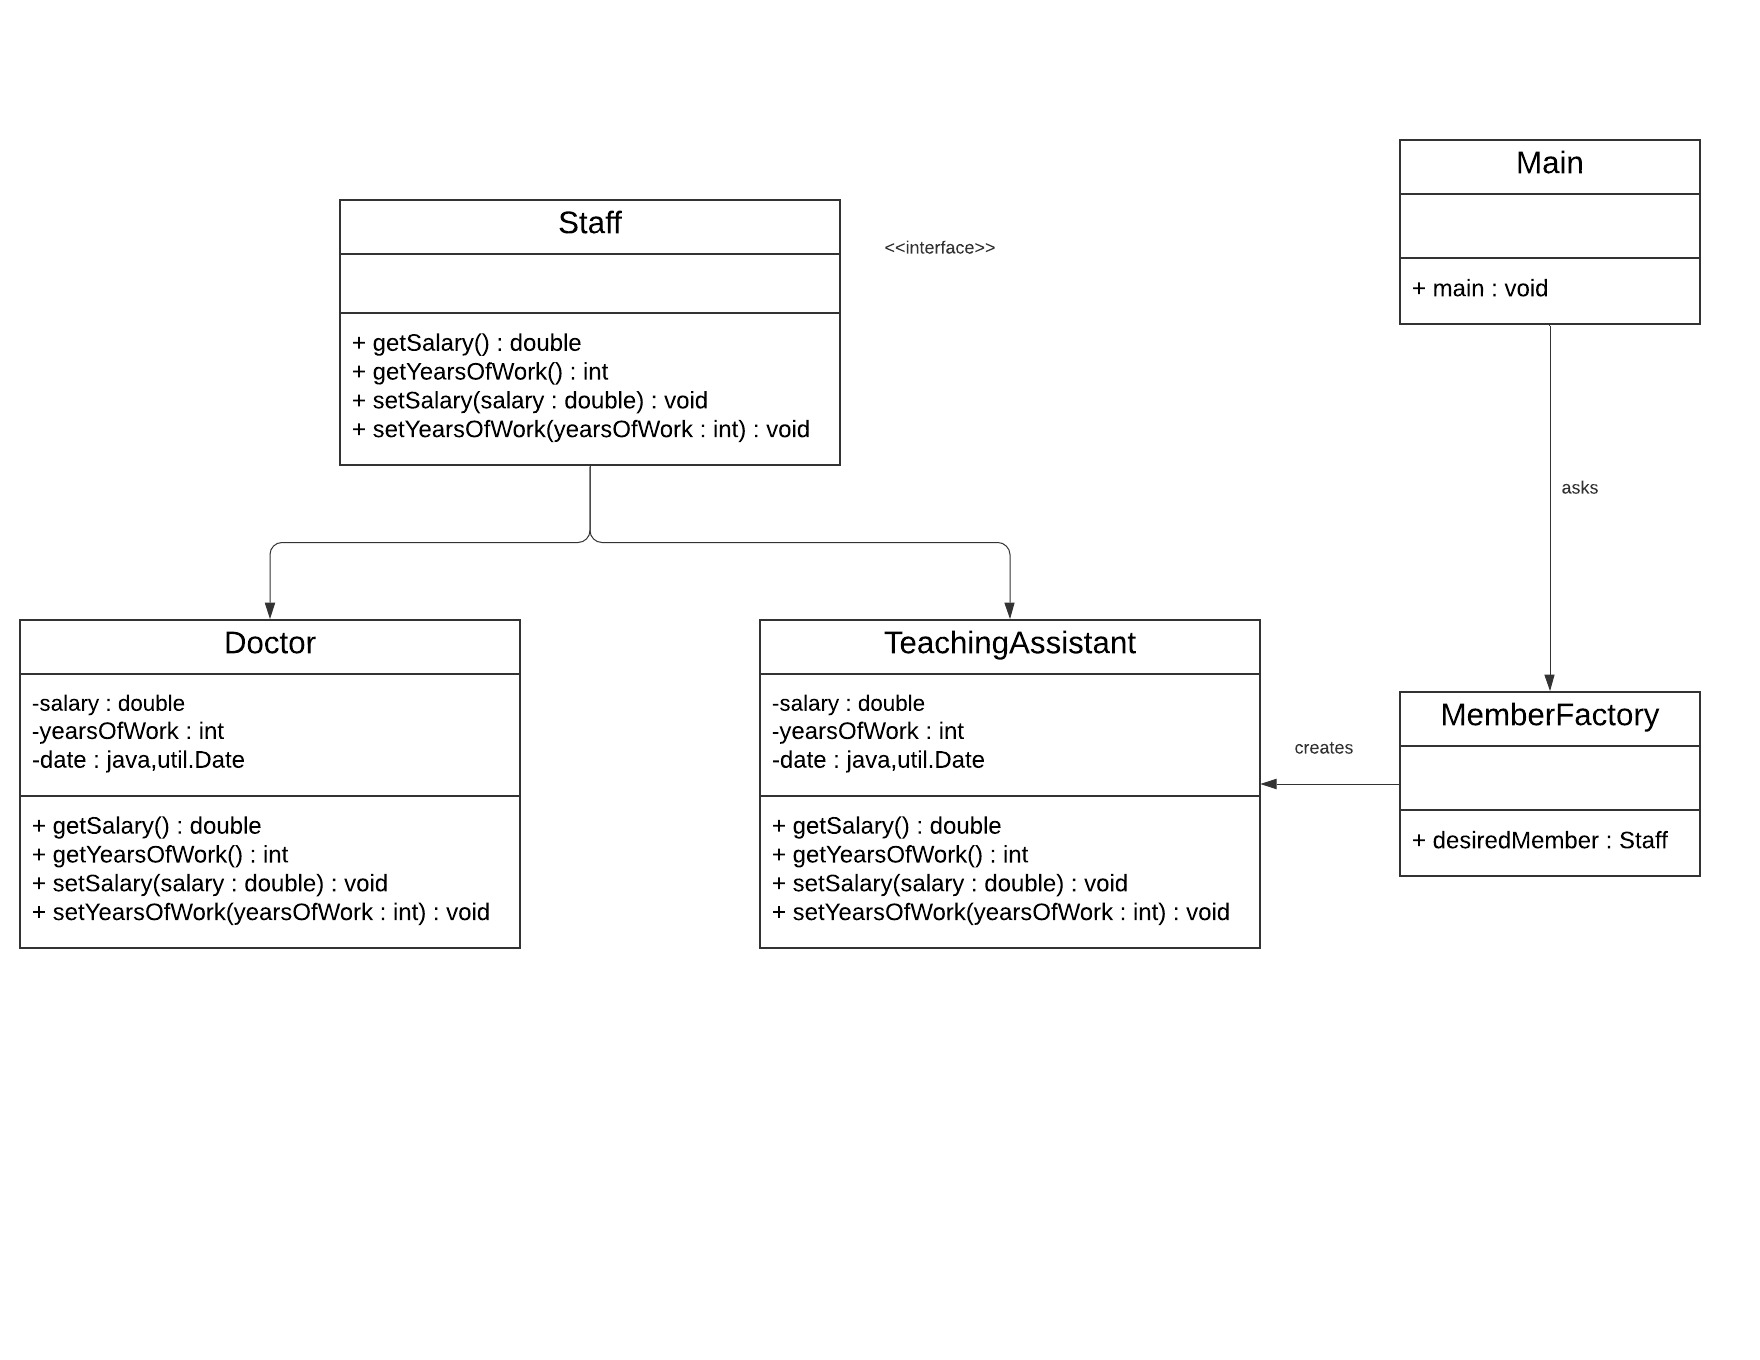 Staff
<<interface>>
+ getSalary() : double
+ getYearsOfWork() : int
+ setSalary(salary : double) : void
+ setYearsOfWork(yearsOfWork : int) : void
Main
+ main : void
asks
Doctor
-salary : double
-yearsOfWork : int
-date : java,util.Date
+ getSalary() : double
+ getYearsOfWork() : int
+ setSalary(salary : double) : void
+ setYearsOfWork(yearsOfWork : int) : void
TeachingAssistant
-salary : double
-yearsOfWork : int
-date : java,util.Date
+ getSalary() : double
+ getYearsOfWork() : int
+ setSalary(salary : double) : void
+ setYearsOfWork(yearsOfWork : int) : void
creates
MemberFactory
+ desiredMember : Staff